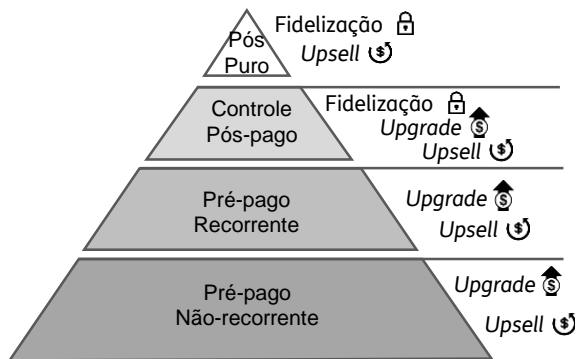 Pós
Puro
Fidelização
Upsell
Controle
Pós-pago
Fidelização
Upgrade
Upsell
Pré-pago
Recorrente
Upgrade
Upsell
Pré-pago
Não-recorrente
Upgrade
Upsell